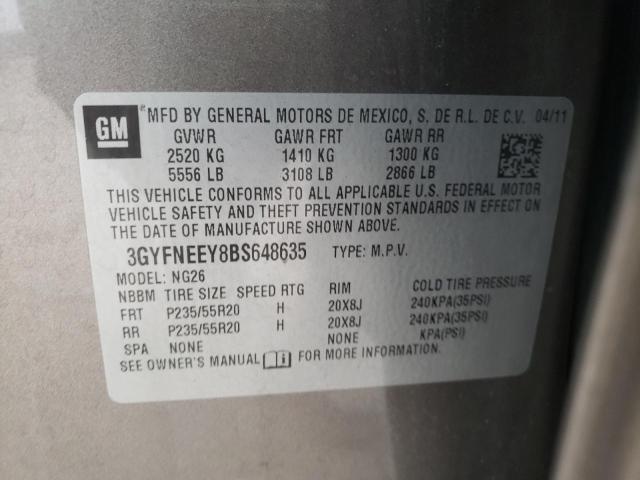 GM MFD BY GENERAL MOTORS DE MEXICO, S. DE R.L. DE C.V. 04/11
GVWR GAWR FRT GAWR RR
2520 KG 1410 KG 1300 KG
5556 LB 3108 LB 2866 LB
THIS VEHICLE CONFORMS TO ALL APPLICABLE U.S. FEDERAL MOTOR
VEHICLE SAFETY AND THEFT PREVENTION STANDARDS IN EFFECT ON
THE DATE OF MANUFACTURE SHOWN ABOVE.
3GYFNEEY8BS648635 TYPE: M.P.V.
MODEL: NG26
NBBM TIRE SIZE SPEED RTG RIM COLD TIRE PRESSURE
FRT P235/55R20 H 20X8J 240KPA(35PSI)
RR P235/55R20 H 20X8J 240KPA(35PSI)
SPA NONE NONE KPA(PSI)
SEE OWNER'S MANUAL FOR MORE INFORMATION.